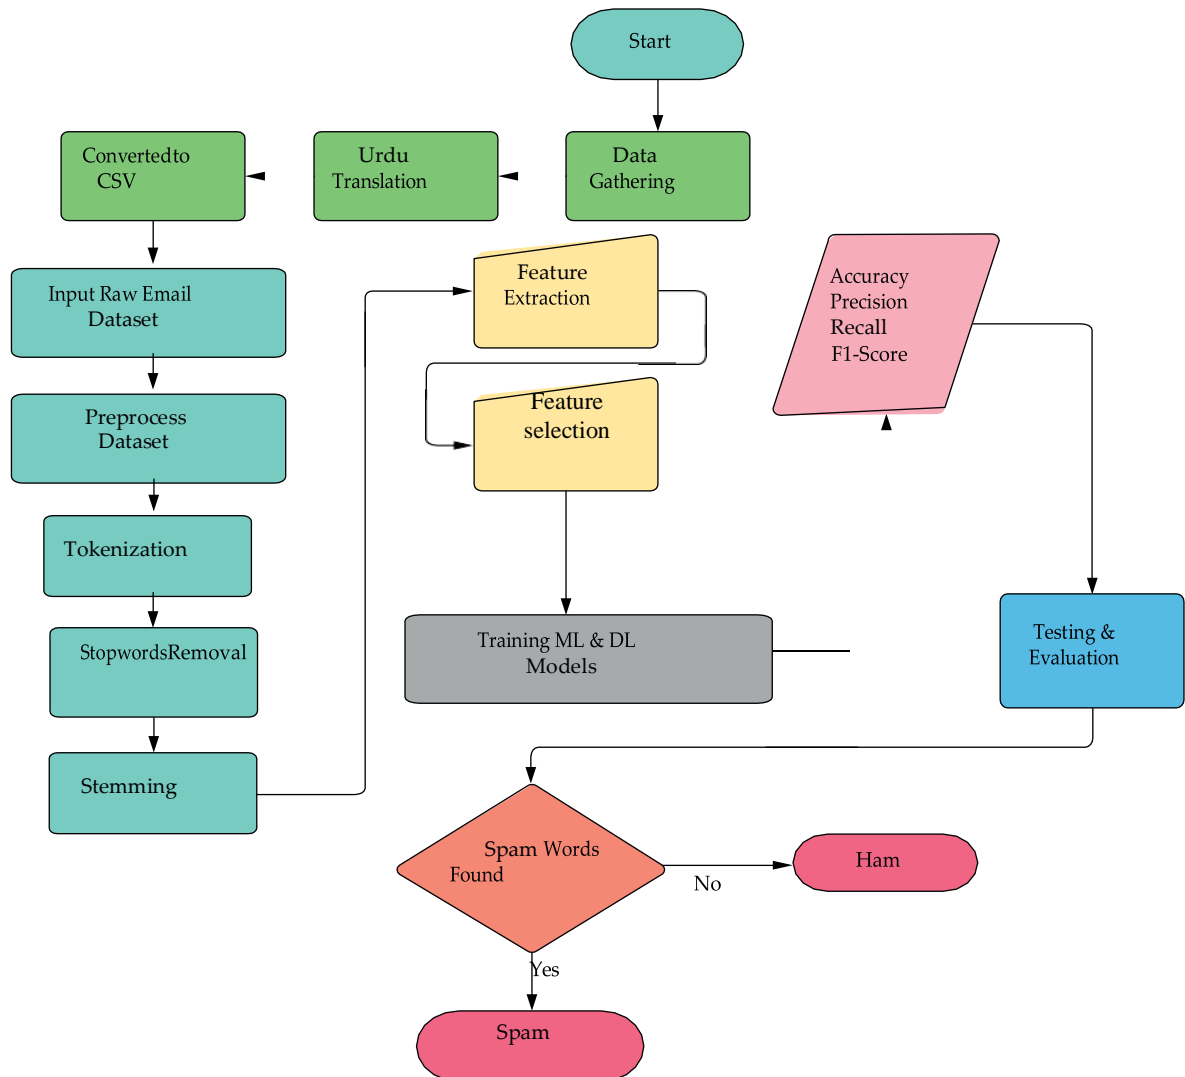 Start
Data
Gathering
Urdu
Translation
Convertedto
CSV
Input Raw Email
Dataset
Preprocess
Dataset
Tokenization
StopwordsRemoval
Stemming
Feature
Extraction
Feature
selection
Training ML & DL
Models
Accuracy
Precision
Recall
F1-Score
Testing &
Evaluation
Spam Words
Found
No
Ham
Yes
Spam